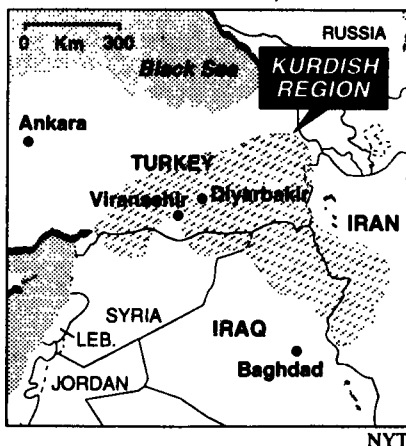 RUSSIA
0 Km 300
Black Sea
KURDISH
REGION
Ankara
TURKEY
Viransehir
Diyarbakir
IRAN
SYRIA
IRAQ
LEB.
Baghdad
JORDAN
NYT